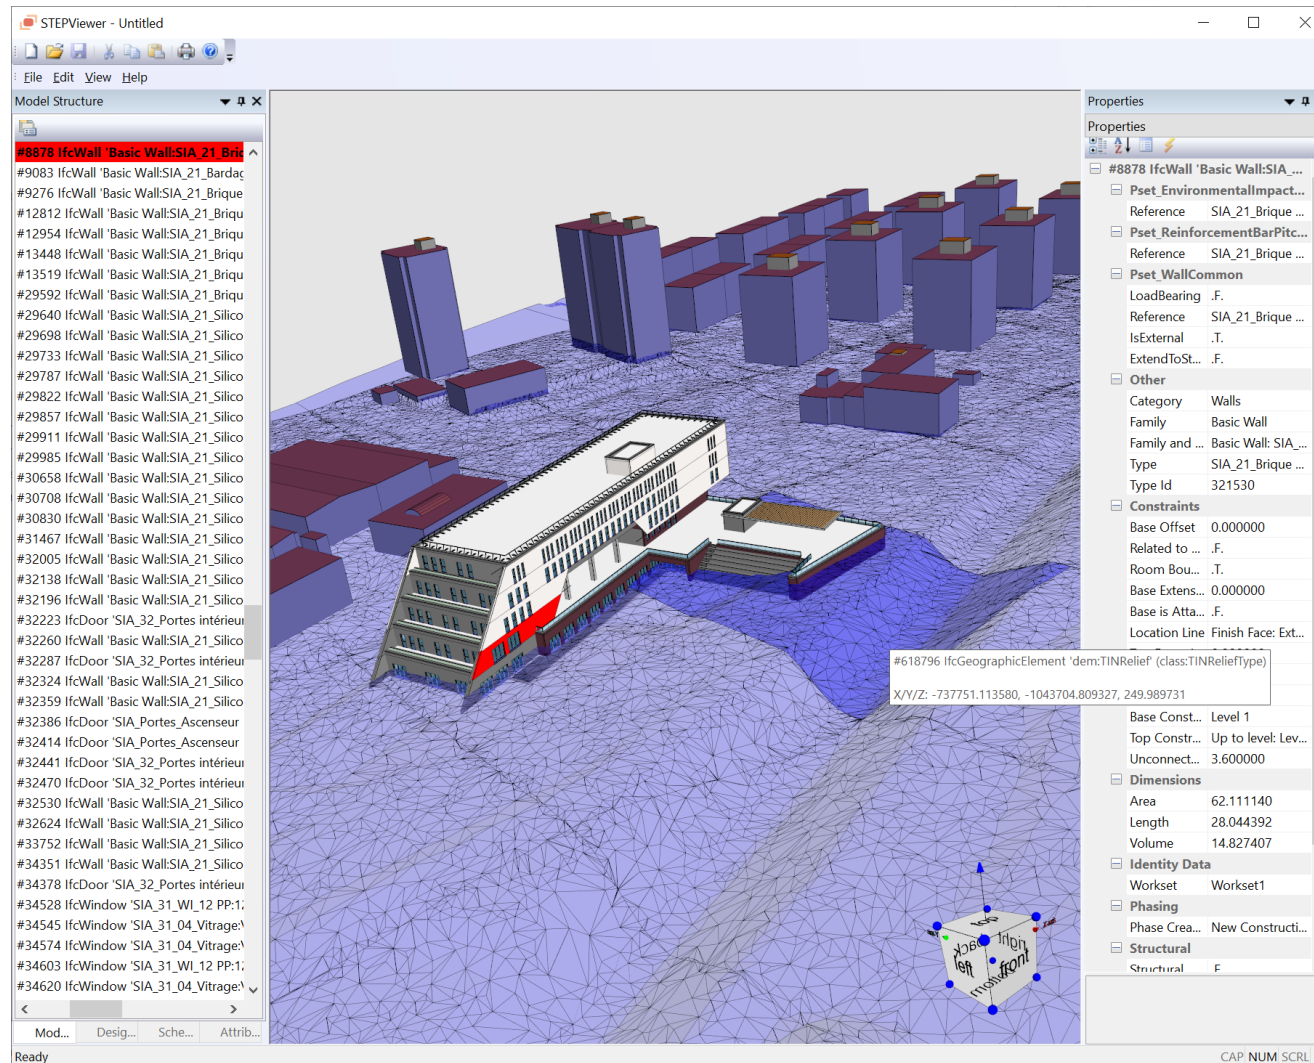 STEPViewer - Untitled
File Edit View Help
Model Structure
#8878 IfcWall 'Basic Wall:SIA_21_Bric
#9083 IfcWall 'Basic Wall:SIA_21_Bardag
#9276 IfcWall 'Basic Wall:SIA_21_Brique
#12812 IfcWall 'Basic Wall:SIA_21_Briqu
#12954 IfcWall 'Basic Wall:SIA_21_Briqu
#13448 IfcWall 'Basic Wall:SIA_21_Briqu
#13519 IfcWall 'Basic Wall:SIA_21_Briqu
#29592 IfcWall 'Basic Wall:SIA_21_Briqu
#29640 IfcWall 'Basic Wall:SIA_21_Silico
#29698 IfcWall 'Basic Wall:SIA_21_Silico
#29733 IfcWall 'Basic Wall:SIA_21_Silico
#29787 IfcWall 'Basic Wall:SIA_21_Silico
#29822 IfcWall 'Basic Wall:SIA_21_Silico
#29857 IfcWall 'Basic Wall:SIA_21_Silico
#29911 IfcWall 'Basic Wall:SIA_21_Silico
#29985 IfcWall 'Basic Wall:SIA_21_Silico
#30658 IfcWall 'Basic Wall:SIA_21_Silico
#30708 IfcWall 'Basic Wall:SIA_21_Silico
#30830 IfcWall 'Basic Wall:SIA_21_Silico
#31467 IfcWall 'Basic Wall:SIA_21_Silico
#32005 IfcWall 'Basic Wall:SIA_21_Silico
#32138 IfcWall 'Basic Wall:SIA_21_Silico
#32196 IfcWall 'Basic Wall:SIA_21_Silico
#32223 IfcDoor 'SIA_32_Portes intérieur
#32260 IfcWall 'Basic Wall:SIA_21_Silico
#32287 IfcDoor 'SIA_32_Portes intérieur
#32324 IfcWall 'Basic Wall:SIA_21_Silico
#32359 IfcWall 'Basic Wall:SIA_21_Silico
#32386 IfcDoor 'SIA_Portes_Ascenseur
#32414 IfcDoor 'SIA_Portes_Ascenseur
#32441 IfcDoor 'SIA_32_Portes intérieur
#32470 IfcDoor 'SIA_32_Portes intérieur
#32530 IfcWall 'Basic Wall:SIA_21_Silico
#32624 IfcWall 'Basic Wall:SIA_21_Silico
#33752 IfcWall 'Basic Wall:SIA_21_Silico
#34351 IfcWall 'Basic Wall:SIA_21_Silico
#34378 IfcDoor 'SIA_32_Portes intérieur
#34528 IfcWindow 'SIA_31_WI_12 PP:1
#34545 IfcWindow 'SIA_31_04_Vitrage:
#34574 IfcWindow 'SIA_31_04_Vitrage:
#34603 IfcWindow 'SIA_31_WI_12 PP:1
#34620 IfcWindow 'SIA_31_04_Vitrage:
Mod... Desig... Sche... Attrib...
#618796 IfcGeographicElement 'dem:TINRelief' (class:TINReliefType)
X/Y/Z: -737751.113580, -1043704.809327, 249.989731
top
back right
left front
bottom
Properties
Properties
#8878 IfcWall 'Basic Wall:SIA_...
Pset_EnvironmentalImpact...
Reference SIA_21_Brique ...
Pset_ReinforcementBarPitc...
Reference SIA_21_Brique ...
Pset_WallCommon
LoadBearing .F.
Reference SIA_21_Brique ...
IsExternal .T.
ExtendToSt... .F.
Other
Category Walls
Family Basic Wall
Family and ... Basic Wall: SIA_...
Type SIA_21_Brique ...
Type Id 321530
Constraints
Base Offset 0.000000
Related to ... .F.
Room Bou... .T.
Base Extens... 0.000000
Base is Atta... .F.
Location Line Finish Face: Ext...
Base Const... Level 1
Top Constr... Up to level: Lev...
Unconnect... 3.600000
Dimensions
Area 62.111140
Length 28.044392
Volume 14.827407
Identity Data
Workset Workset1
Phasing
Phase Crea... New Constructi...
Structural
Structural
Ready
CAP NUM SCRL